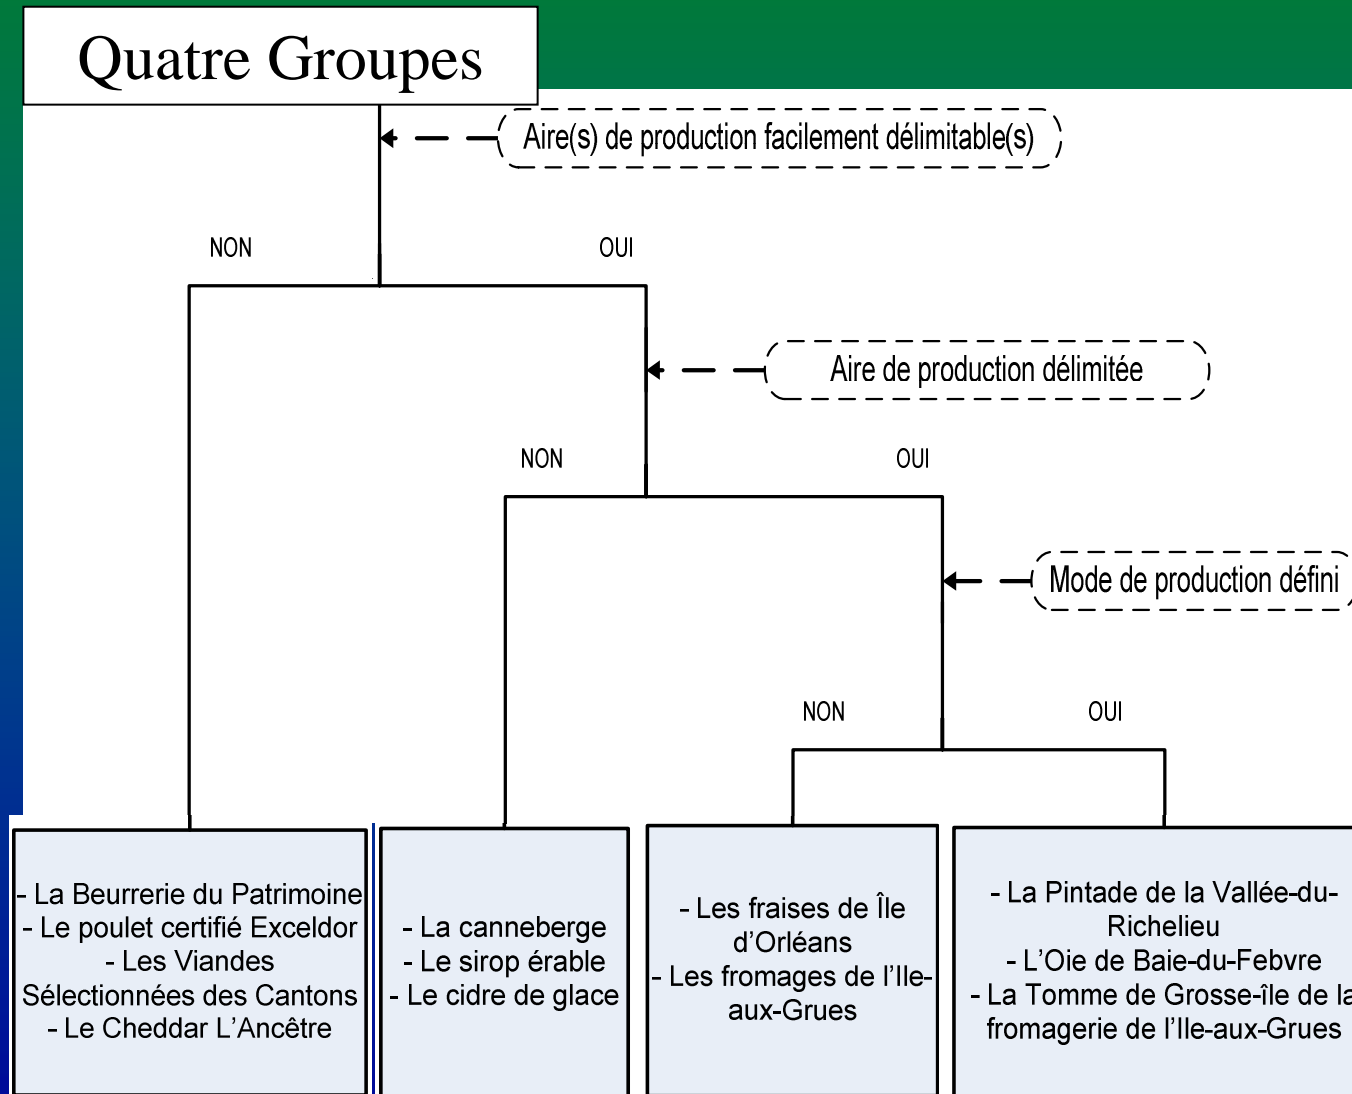 Quatre Groupes
Aire(s) de production facilement délimitable(s)
NON
OUI
Aire de production délimitée
NON
OUI
Mode de production défini
NON
OUI
- La Beurrerie du Patrimoine
- Le poulet certifié Exceldor
- Les Viandes
Sélectionnées des Cantons
- Le Cheddar L'Ancêtre
- La canneberge
- Le sirop érable
- Le cidre de glace
- Les fraises de Île
d'Orléans
- Les fromages de l'Ile-
aux-Grues
- La Pintade de la Vallée-du-
Richelieu
- L'Oie de Baie-du-Febvre
- La Tomme de Grosse-île de la
fromagerie de l'Ile-aux-Grues